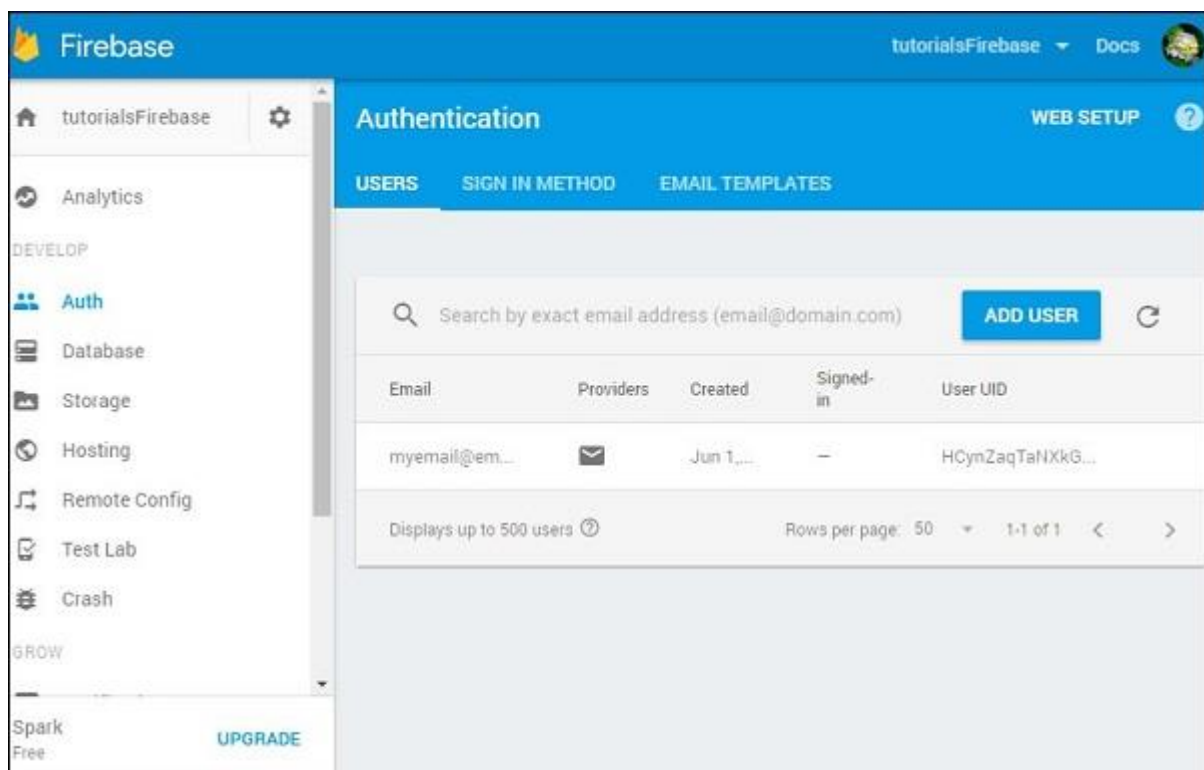 Firebase
tutorialsFirebase Docs
tutorialsFirebase
Analytics
DEVELOP
Auth
Database
Storage
Hosting
Remote Config
Test Lab
Crash
GROW
Spark
Free
UPGRADE
Authentication
WEB SETUP
USERS SIGN IN METHOD EMAIL TEMPLATES
Search by exact email address (email@domain.com) ADD USER
Email Providers Created Signed-in User UID
myemail@em... Jun 1,... — HCynZaqTaNXkG...
Displays up to 500 users Rows per page: 50 1-1 of 1